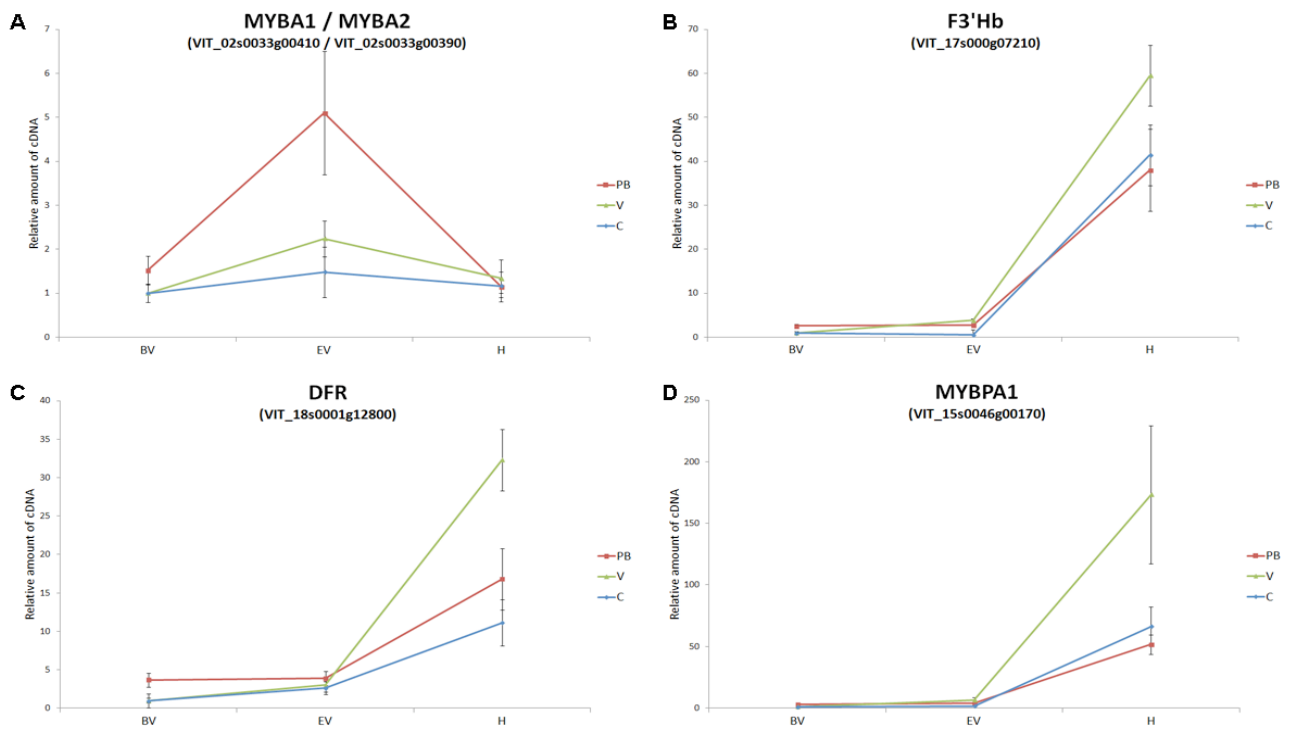 A
MYBA1 / MYBA2
(VIT_02s0033g00410 / VIT_02s0033g00390)
Relative amount of cDNA
7
6
5
4
3
2
1
0
BV
EV
H
PB
V
C
B
F3'Hb
(VIT_17s000g07210)
Relative amount of cDNA
70
60
50
40
30
20
10
0
BV
EV
H
PB
V
C
C
DFR
(VIT_18s0001g12800)
Relative amount of cDNA
40
35
30
25
20
15
10
5
0
BV
EV
H
PB
V
C
D
MYBPA1
(VIT_15s0046g00170)
Relative amount of cDNA
250
200
150
100
50
0
BV
EV
H
PB
V
C